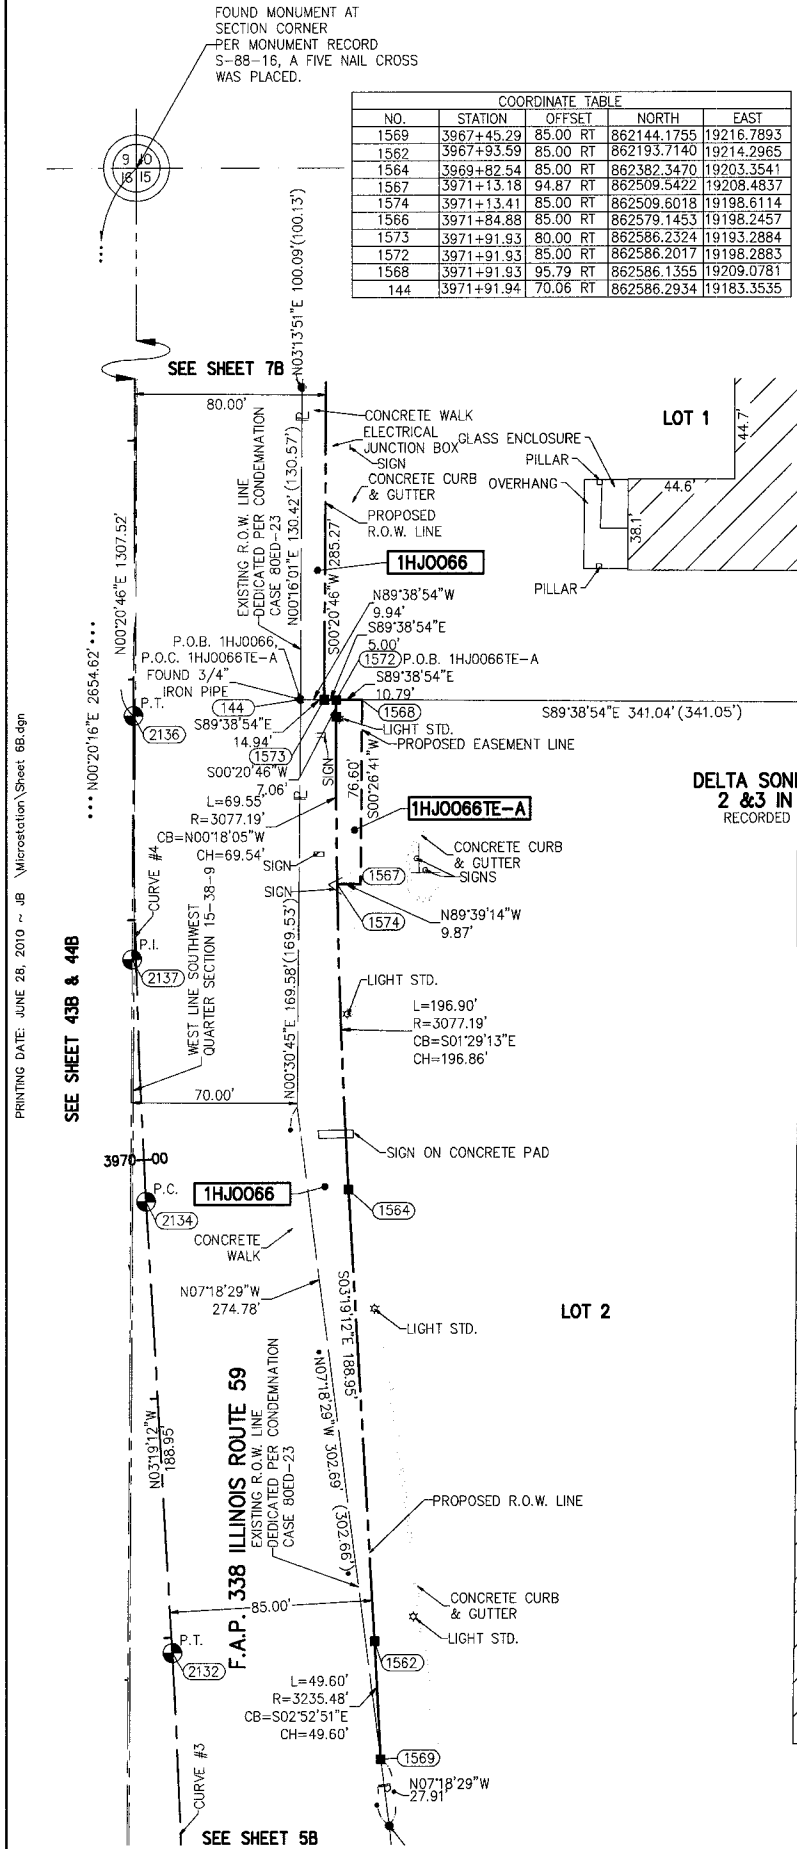 FOUND MONUMENT AT
SECTION CORNER
PER MONUMENT RECORD
S-88-16, A FIVE NAIL CROSS
WAS PLACED.
COORDINATE TABLE
NO. STATION OFFSET NORTH EAST
1569 3967+45.29 85.00 RT 862144.1755 19216.7893
1562 3967+93.59 85.00 RT 862193.7140 19214.2965
1564 3969+82.54 85.00 RT 862382.3470 19203.3541
1567 3971+13.18 94.87 RT 862509.5422 19208.4837
1574 3971+13.41 85.00 RT 862509.6018 19198.6114
1566 3971+84.88 85.00 RT 862579.1453 19198.2457
1573 3971+91.93 80.00 RT 862586.2324 19193.2884
1572 3971+91.93 85.00 RT 862586.2017 19198.2883
1568 3971+91.93 95.79 RT 862586.1355 19209.0781
144 3971+91.94 70.06 RT 862586.2934 19183.3535
9 10
16 15
N03°13'51"E 100.09'(100.13')
SEE SHEET 7B
80.00'
CONCRETE WALK
ELECTRICAL
JUNCTION BOX
SIGN
CONCRETE CURB
& GUTTER
PROPOSED
R.O.W. LINE
GLASS ENCLOSURE
PILLAR
OVERHANG
PILLAR
LOT 1
44.7'
44.6'
38.1'
EXISTING R.O.W. LINE
DEDICATED PER CONDEMNATION
CASE 80ED-23
N00°16'01"E 130.42' (130.57')
S00°20'46"W 285.27'
N00°20'46"E 1307.52'
••• N00°20'16"E 2654.62' •••
1HJ0066
N89°38'54"W
9.94'
S89°38'54"E
5.00'
1572 P.O.B. 1HJ0066TE-A
S89°38'54"E
10.79'
P.O.B. 1HJ0066,
P.O.C. 1HJ0066TE-A
FOUND 3/4"
IRON PIPE
144
P.T.
2136
1568
S89°38'54"E 341.04' (341.05')
LIGHT STD.
PROPOSED EASEMENT LINE
S89°38'54"E
14.94'
1573
S00°20'46"W
7.06'
SIGN
76.60'
S00°26'41"W
L=69.55'
R=3077.19'
CB=N00°18'05"W
CH=69.54'
1HJ0066TE-A
DELTA SON
2 &3 IN
RECORDED
CONCRETE CURB
& GUTTER
SIGNS
SIGN
SIGN
1567
1574
N89°39'14"W
9.87'
CURVE #4
P.I.
2137
WEST LINE SOUTHWEST
QUARTER SECTION 15-38-9
N00°30'45"E 169.58'(169.53')
PRINTING DATE: JUNE 28, 2010 ~ JB \Microstation\Sheet 6B.dgn
SEE SHEET 43B & 44B
LIGHT STD.
L=196.90'
R=3077.19'
CB=S01°29'13"E
CH=196.86'
70.00'
SIGN ON CONCRETE PAD
3970+00
P.C.
2134
1HJ0066
1564
CONCRETE
WALK
N07°18'29"W
274.78'
S03°19'12"E 188.95'
LOT 2
LIGHT STD.
N03°19'12"W
188.95'
F.A.P. 338 ILLINOIS ROUTE 59
EXISTING R.O.W. LINE
DEDICATED PER CONDEMNATION
CASE 80ED-23
N07°18'29"W 302.69' (302.66')
PROPOSED R.O.W. LINE
85.00'
CONCRETE CURB
& GUTTER
LIGHT STD.
P.T.
2132
1562
L=49.60'
R=3235.48'
CB=S02°52'51"E
CH=49.60'
1569
N07°18'29"W
27.91'
CURVE #3
SEE SHEET 5B